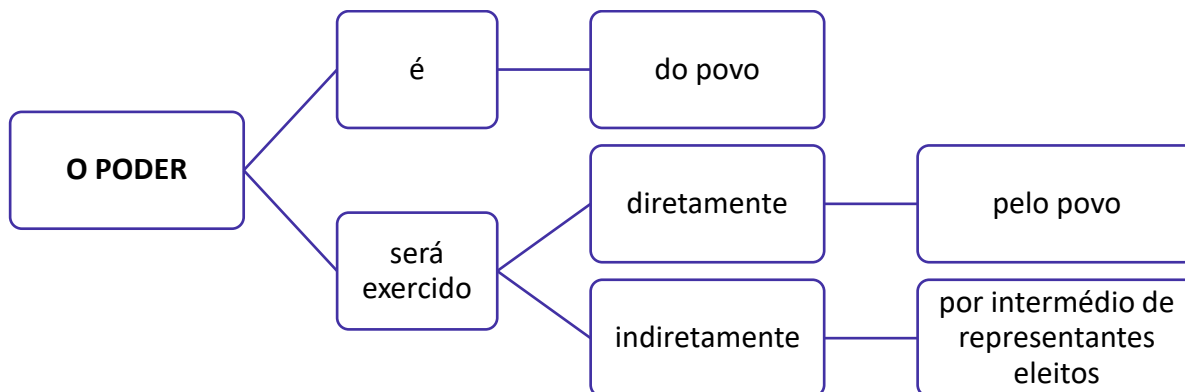 O PODER
é
do povo
será
exercido
diretamente
pelo povo
indiretamente
por intermédio de
representantes
eleitos